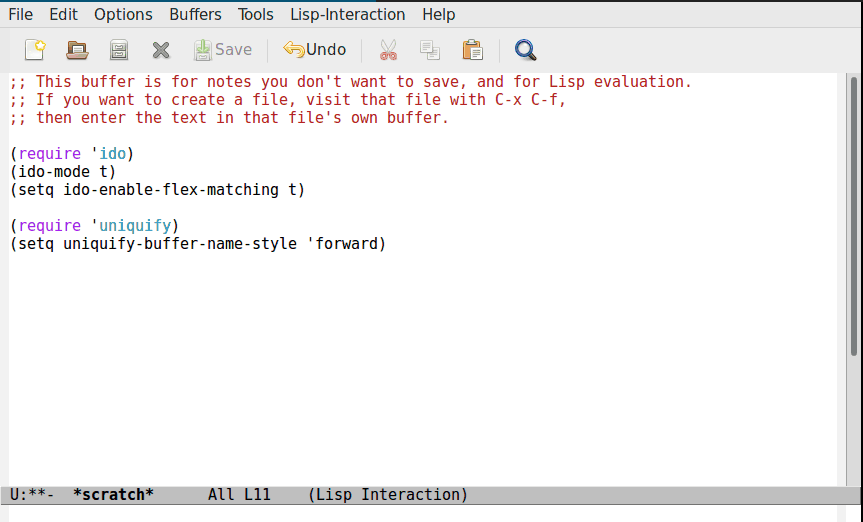 File Edit Options Buffers Tools Lisp-Interaction Help
Save Undo
;; This buffer is for notes you don't want to save, and for Lisp evaluation.
;; If you want to create a file, visit that file with C-x C-f,
;; then enter the text in that file's own buffer.
(require 'ido)
(ido-mode t)
(setq ido-enable-flex-matching t)
(require 'uniquify)
(setq uniquify-buffer-name-style 'forward)
U:**-  *scratch*      All L11    (Lisp Interaction)